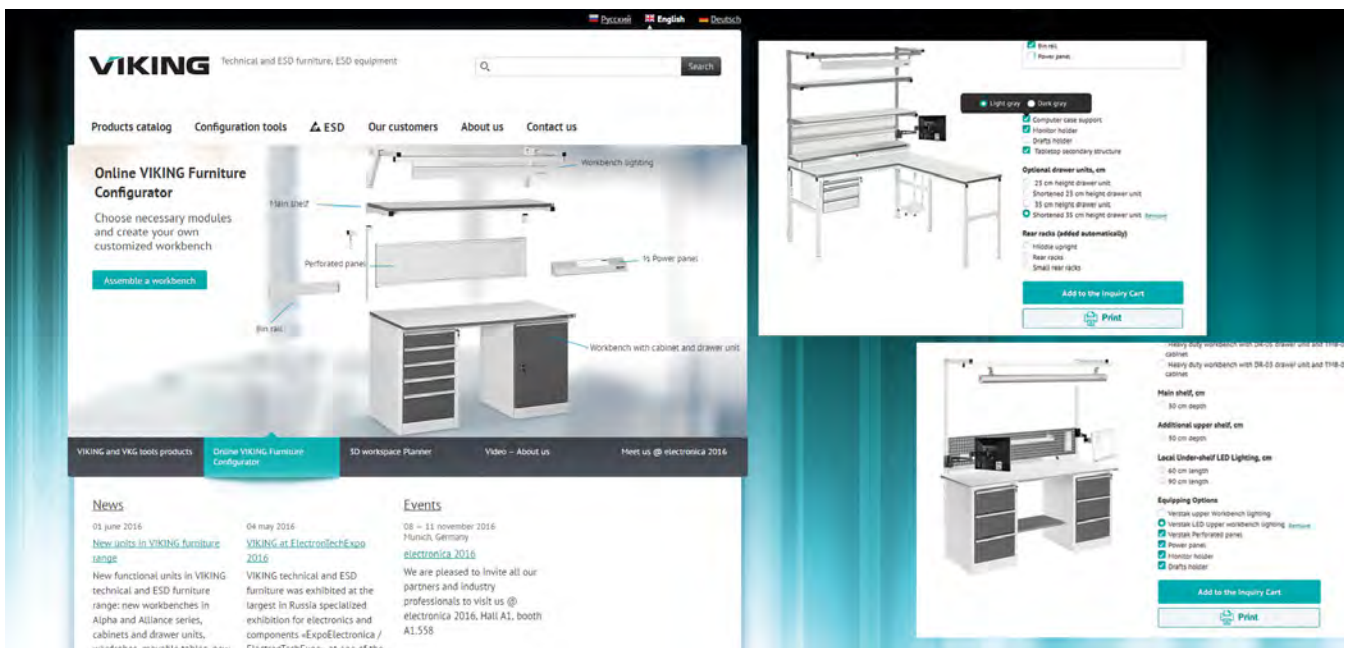 Русский English Deutsch
VIKING Technical and ESD furniture, ESD equipment
Search
Products catalog Configuration tools ESD Our customers About us Contact us
Online VIKING Furniture
Configurator
Choose necessary modules
and create your own
customized workbench
Assemble a workbench
Workbench lighting
Main shelf
Perforated panel
Power panel
Bin rail
Workbench with cabinet and drawer unit
VIKING and VKG tools products
Online VIKING Furniture
Configurator
3D workspace Planner
Video – About us
Meet us @ electronica 2016
News
01 june 2016
New units in VIKING furniture
range
New functional units in VIKING
technical and ESD furniture
range: new workbenches in
Alpha and Alliance series,
cabinets and drawer units,
04 may 2016
VIKING at ElectronTechExpo
2016
VIKING technical and ESD
furniture was exhibited at the
largest in Russia specialized
exhibition for electronics and
components «ExpoElectronica /
Events
08 – 11 november 2016
Munich, Germany
electronica 2016
We are pleased to invite all our
partners and industry
professionals to visit us @
electronica 2016, Hall A1, booth
A1.558
Bin rail
Power panel
Light gray Dark gray
Computer case support
Monitor holder
Drafts holder
Tabletop secondary structure
Optional drawer units, cm
25 cm height drawer unit
Shortened 25 cm height drawer unit
35 cm height drawer unit
Shortened 35 cm height drawer unit Remove
Rear racks (added automatically)
Middle upright
Rear racks
Small rear racks
Add to the Inquiry Cart
Print
Heavy duty workbench with DR-05 drawer unit and
cabinet
Heavy duty workbench with DR-03 drawer unit and
cabinet
Main shelf, cm
30 cm depth
Additional upper shelf, cm
30 cm depth
Local Under-shelf LED Lighting, cm
60 cm length
90 cm length
Equipping Options
Verstak upper Workbench lighting
Verstak LED Upper workbench lighting Remove
Verstak Perforated panel
Power panel
Monitor holder
Drafts holder
Add to the Inquiry Cart
Print